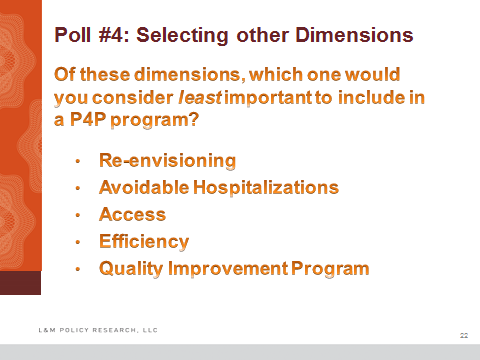 Poll #4: Selecting other Dimensions
Of these dimensions, which one would
you consider least important to include in
a P4P program?
• Re-envisioning
• Avoidable Hospitalizations
• Access
• Efficiency
• Quality Improvement Program
L&M POLICY RESEARCH, LLC
22